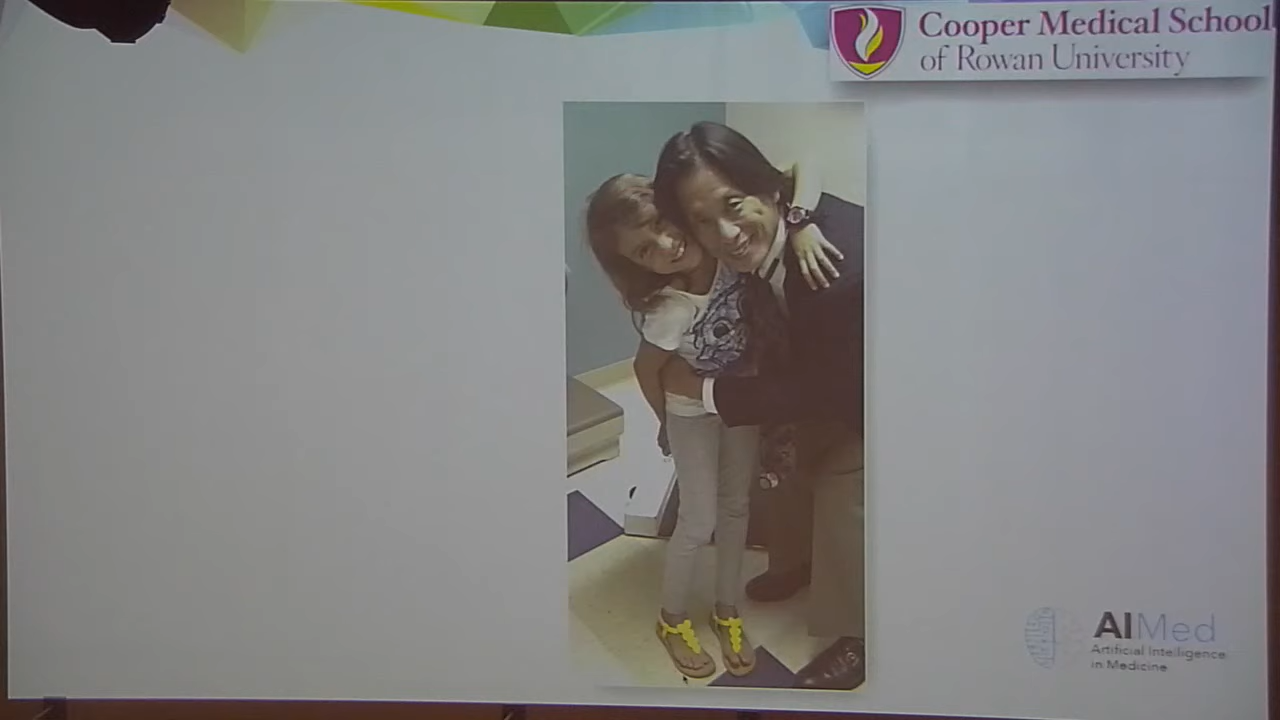 Cooper Medical School
of Rowan University
AIMed
Artificial Intelligence
in Medicine